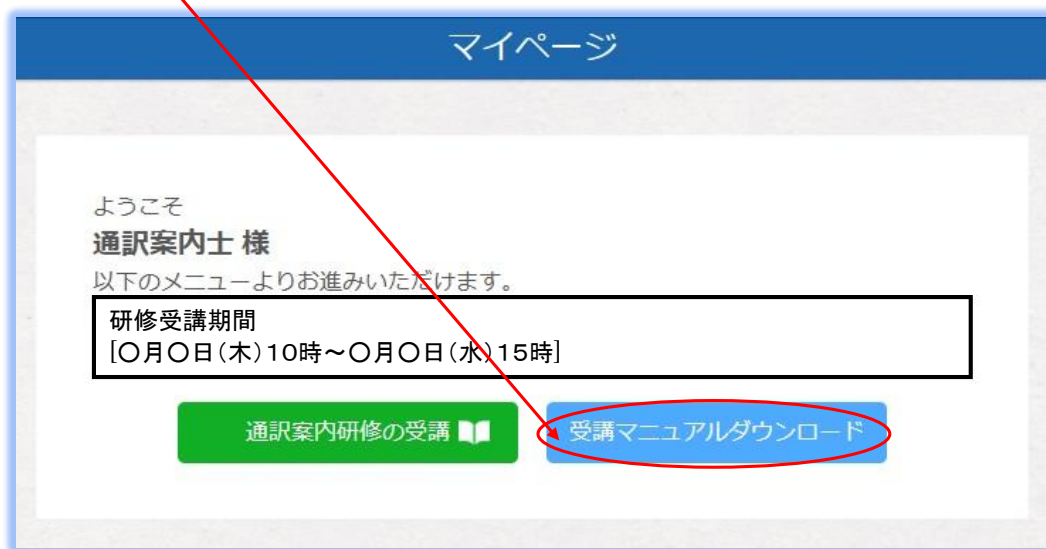 マイページ
ようこそ
通訳案内士 様
以下のメニューよりお進みいただけます。
研修受講期間
[〇月〇日(木)10時～〇月〇日(水)15時]
通訳案内研修の受講
受講マニュアルダウンロード